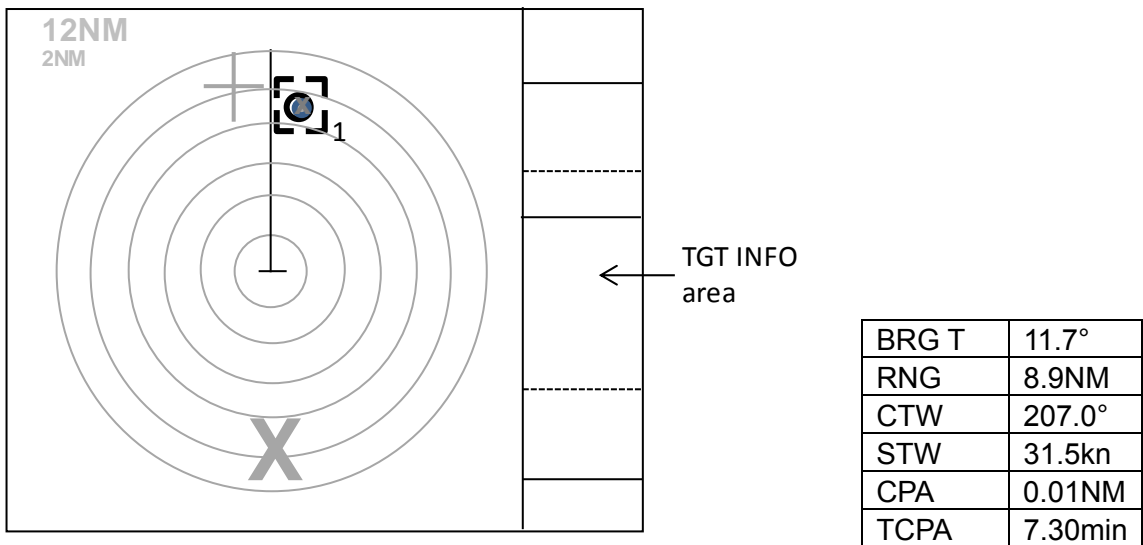 12NM
2NM
X
1
TGT INFO
area
X
BRG T 11.7°
RNG 8.9NM
CTW 207.0°
STW 31.5kn
CPA 0.01NM
TCPA 7.30min